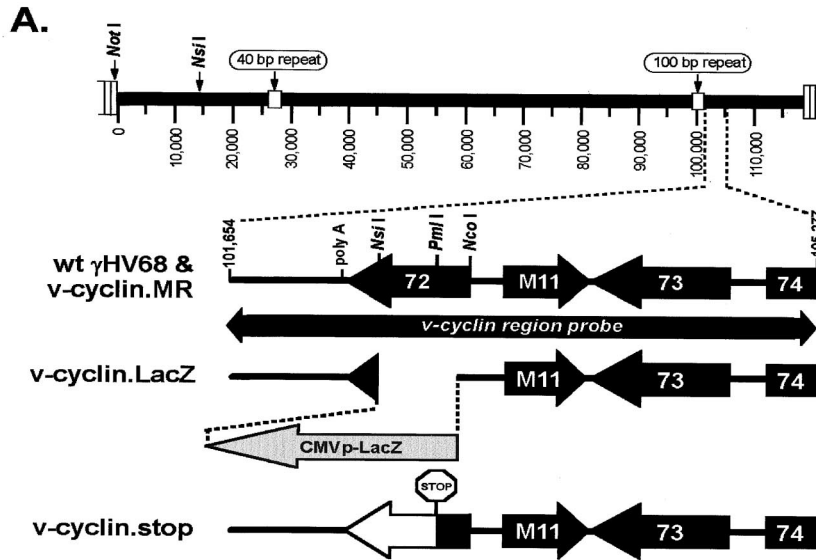 A.
Not I
Nsi I
40 bp repeat
100 bp repeat
0
10,000
20,000
30,000
40,000
50,000
60,000
70,000
80,000
90,000
100,000
110,000
101,654
poly A
Nsi I
Pml I
Nco I
wt γHV68 &
v-cyclin.MR
72
M11
73
74
v-cyclin region probe
v-cyclin.LacZ
M11
73
74
CMVp-LacZ
STOP
v-cyclin.stop
M11
73
74